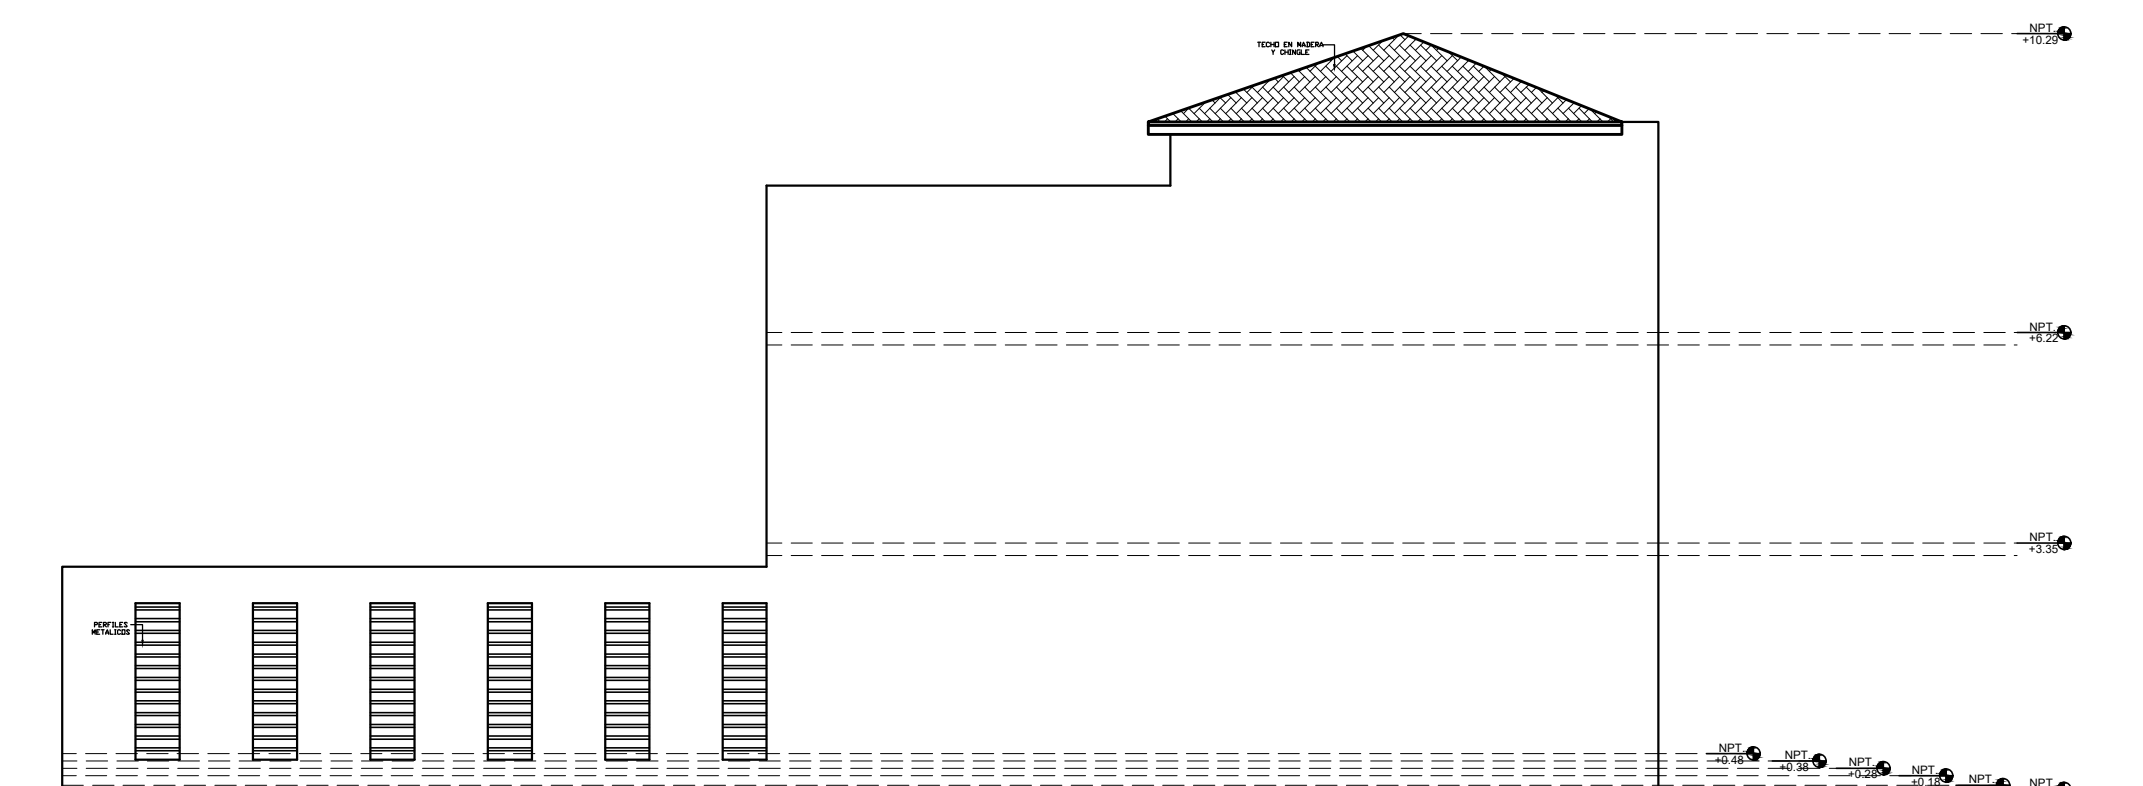 NPT.
+10.29
TECHO EN MADERA
Y CHINGLE
NPT.
+6.22
NPT.
+3.35
PERFILES
METALICOS
NPT.
+0.48
NPT.
+0.38
NPT.
+0.28
NPT.
+0.18
NPT.
NPT.